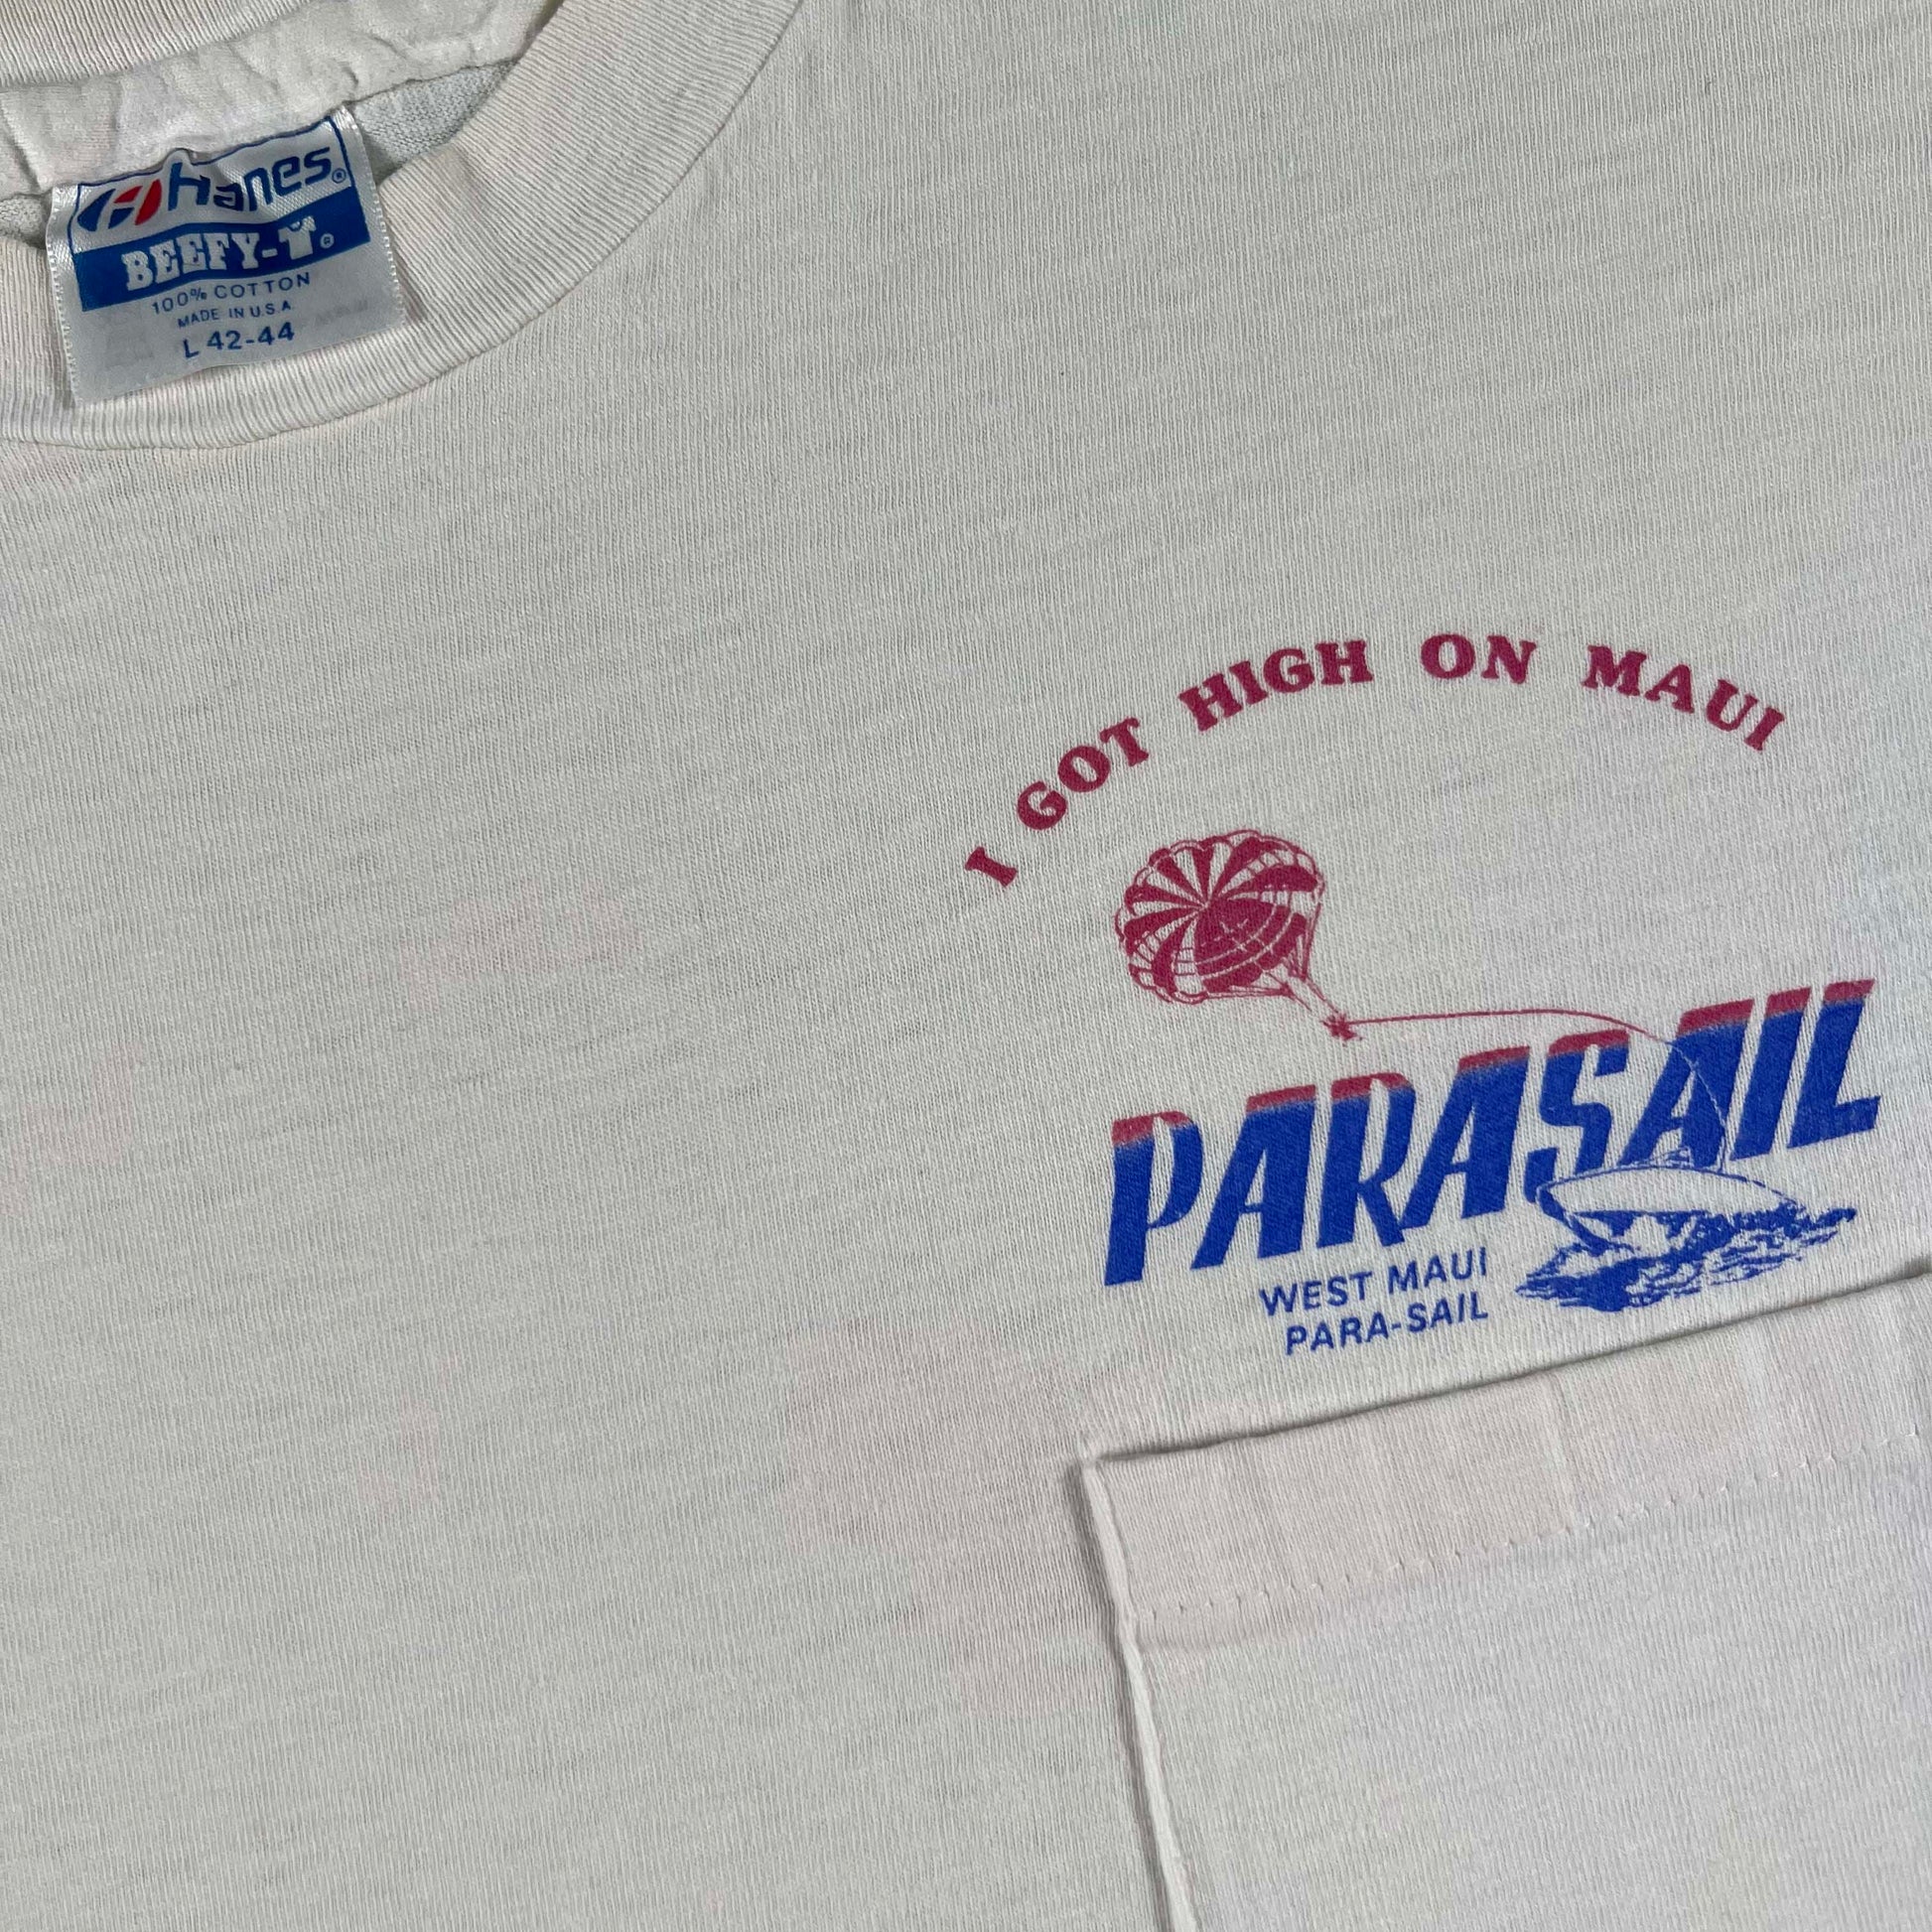 Hanes®
BEEFY-T®
100% COTTON
MADE IN U.S.A.
L 42-44
I GOT HIGH ON MAUI
PARASAIL
WEST MAUI
PARA-SAIL